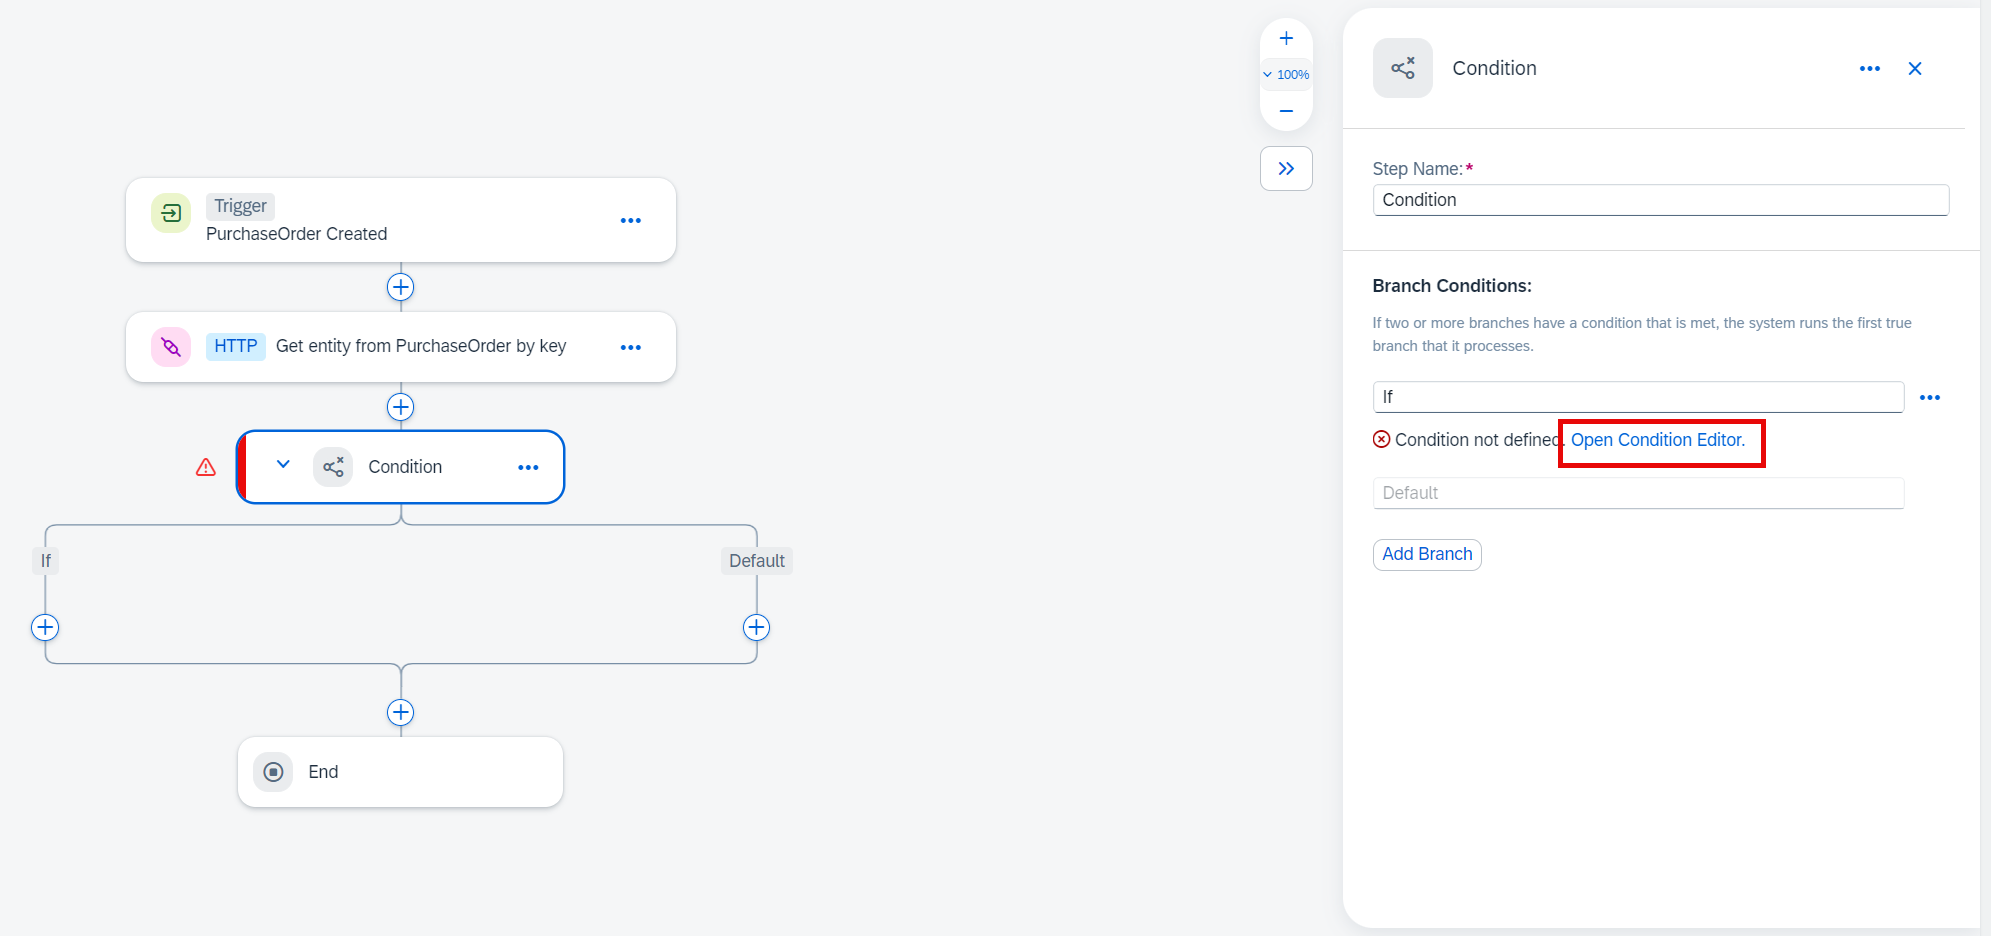 Trigger
PurchaseOrder Created
HTTP Get entity from PurchaseOrder by key
Condition
If
Default
End
100%
Condition
Step Name:*
Condition
Branch Conditions:
If two or more branches have a condition that is met, the system runs the first true
branch that it processes.
If
Condition not defined. Open Condition Editor.
Default
Add Branch